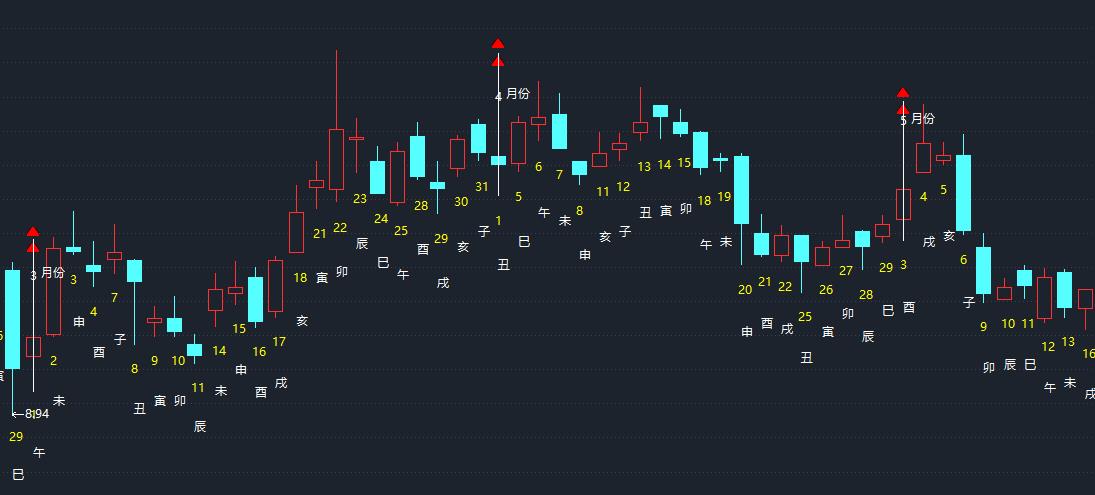 ←8.94
29
巳
3 月份
午
2
未
3
申
4
酉
7
子
8
丑
9
寅
10
卯
11
辰
14
未
15
申
16
酉
17
戌
18
亥
21
寅
22
卯
23
辰
24
巳
25
午
28
酉
29
戌
30
亥
31
子
4 月份
1
丑
5
巳
6
午
7
未
8
申
11
亥
12
子
13
丑
14
寅
15
卯
18
午
19
未
20
申
21
酉
22
戌
25
丑
26
寅
27
卯
28
辰
29
巳
5 月份
3
酉
4
戌
5
亥
6
子
9
卯
10
辰
11
巳
12
午
13
未
16
戌